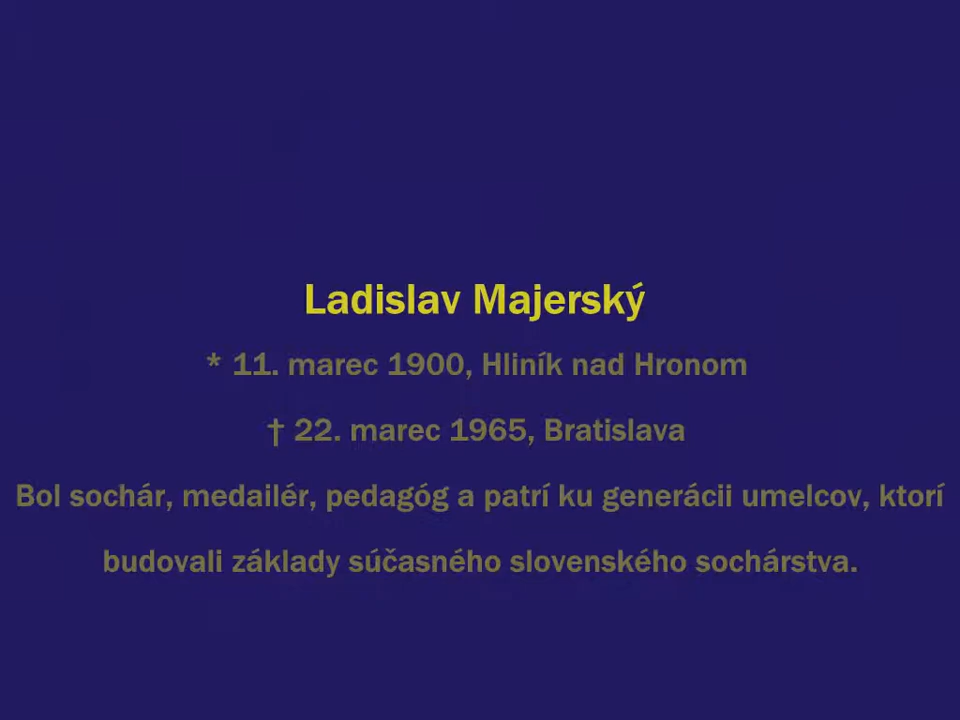 Ladislav Majerský
* 11. marec 1900, Hliník nad Hronom
† 22. marec 1965, Bratislava
Bol sochár, medailér, pedagóg a patrí ku generácii umelcov, ktorí
budovali základy súčasného slovenského sochárstva.